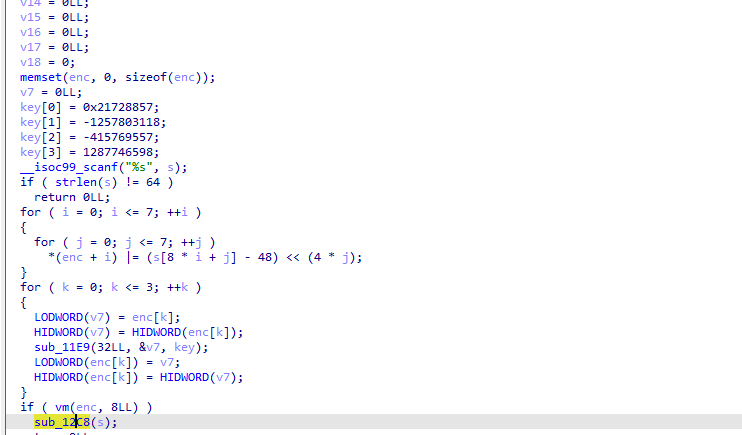 v14 = 0LL;
v15 = 0LL;
v16 = 0LL;
v17 = 0LL;
v18 = 0;
memset(enc, 0, sizeof(enc));
v7 = 0LL;
key[0] = 0x21728857;
key[1] = -1257803118;
key[2] = -415769557;
key[3] = 1287746598;
__isoc99_scanf("%s", s);
if ( strlen(s) != 64 )
return 0LL;
for ( i = 0; i <= 7; ++i )
{
for ( j = 0; j <= 7; ++j )
*(enc + i) |= (s[8 * i + j] - 48) << (4 * j);
}
for ( k = 0; k <= 3; ++k )
{
LODWORD(v7) = enc[k];
HIDWORD(v7) = HIDWORD(enc[k]);
sub_11E9(32LL, &v7, key);
LODWORD(enc[k]) = v7;
HIDWORD(enc[k]) = HIDWORD(v7);
}
if ( vm(enc, 8LL) )
sub_12C8(s);